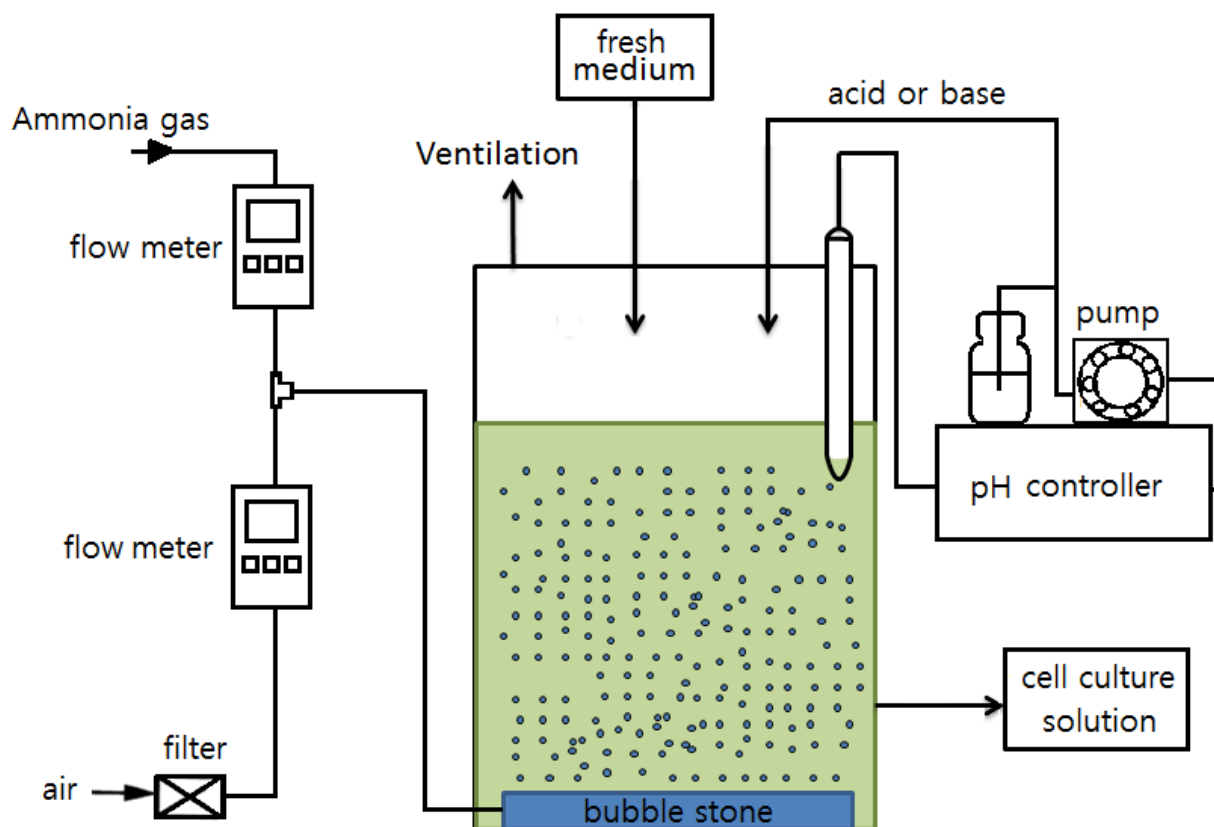 fresh
medium
acid or base
Ammonia gas
Ventilation
flow meter
pump
pH controller
flow meter
cell culture
solution
filter
air
bubble stone